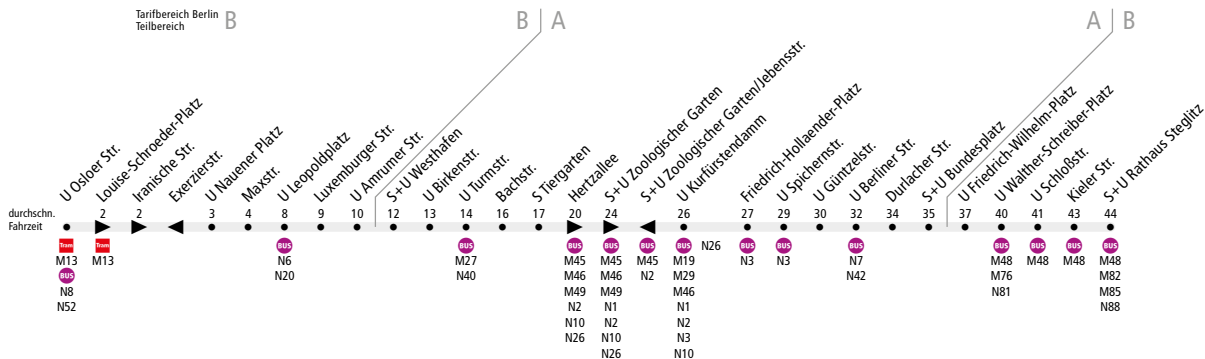 Tarifbereich Berlin
Teilbereich
B
B
A
A
B
U Osloer Str.
Louise-Schroeder-Platz
Iranische Str.
Exerzierstr.
U Nauener Platz
Maxstr.
U Leopoldplatz
Luxemburger Str.
U Amrumer Str.
S+U Westhafen
U Birkenstr.
U Turmstr.
Bachstr.
S Tiergarten
Hertzallee
S+U Zoologischer Garten
S+U Zoologischer Garten/Jebensstr.
U Kurfürstendamm
Friedrich-Hollaender-Platz
U Spichernstr.
U Güntzelstr.
U Berliner Str.
Durlacher Str.
S+U Bundesplatz
U Friedrich-Wilhelm-Platz
U Walther-Schreiber-Platz
U Schloßstr.
Kieler Str.
S+U Rathaus Steglitz
durchschn.
Fahrzeit
2 2 3 4 8 9 10 12 13 14 16 17 20 24 26 27 29 30 32 34 35 37 40 41 43 44
Tram
M13
BUS
N8
N52
Tram
M13
BUS
N6
N20
BUS
M27
N40
BUS
M45
M46
M49
N2
N10
N26
BUS
M45
M46
M49
N1
N2
N10
N26
BUS
M45
N2
BUS
M19
M29
M46
N1
N2
N3
N10
N26
BUS
N3
BUS
N3
BUS
N7
N42
BUS
M48
M76
N81
BUS
M48
BUS
M48
BUS
M48
M82
M85
N88